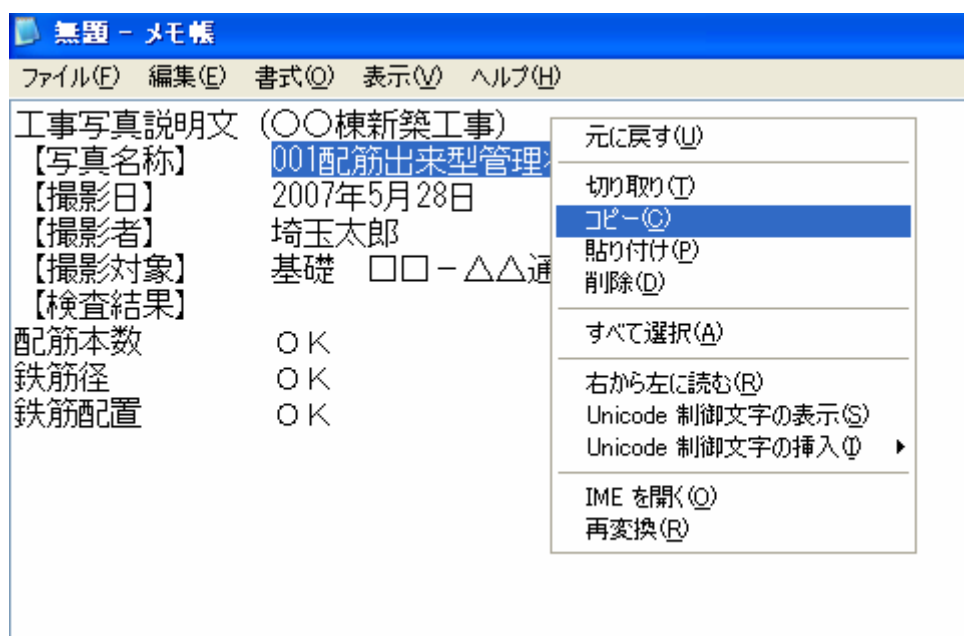 無題 - メモ帳
ファイル(F) 編集(E) 書式(O) 表示(V) ヘルプ(H)
工事写真説明文 (○○棟新築工事)
【写真名称】 001配筋出来型管理
【撮影日】 2007年5月28日
【撮影者】 埼玉太郎
【撮影対象】 基礎 □□－△△通
【検査結果】
配筋本数 ＯＫ
鉄筋径 ＯＫ
鉄筋配置 ＯＫ
元に戻す(U)
切り取り(T)
コピー(C)
貼り付け(P)
削除(D)
すべて選択(A)
右から左に読む(R)
Unicode 制御文字の表示(S)
Unicode 制御文字の挿入(I)
IME を開く(O)
再変換(R)